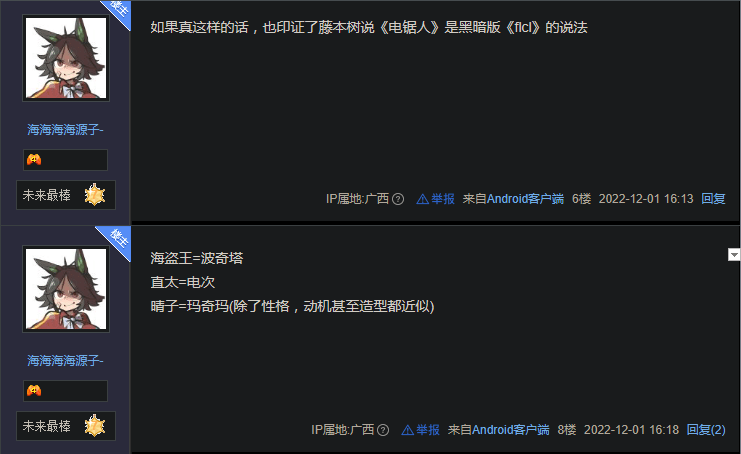 楼主
如果真这样的话，也印证了藤本树说《电锯人》是黑暗版《flcl》的说法
海海海海源子-
未来最棒
IP属地:广西 举报 来自Android客户端 6楼 2022-12-01 16:13 回复
楼主
海盗王=波奇塔
直太=电次
晴子=玛奇玛(除了性格，动机甚至造型都近似)
海海海海源子-
未来最棒
IP属地:广西 举报 来自Android客户端 8楼 2022-12-01 16:18 回复(2)